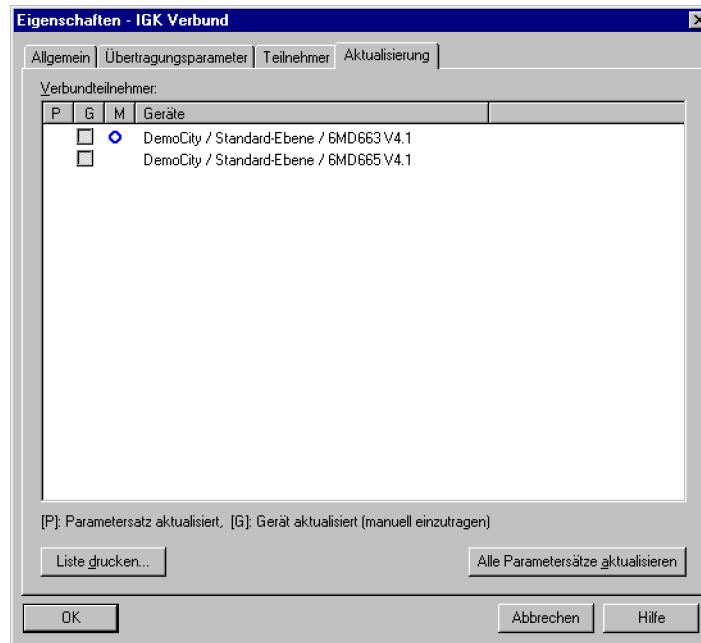 Eigenschaften - IGK Verbund
Allgemein Übertragungsparameter Teilnehmer Aktualisierung
Verbundteilnehmer:
P G M Geräte
DemoCity / Standard-Ebene / 6MD663 V4.1
DemoCity / Standard-Ebene / 6MD665 V4.1
[P]: Parametersatz aktualisiert, [G]: Gerät aktualisiert (manuell einzutragen)
Liste drucken... Alle Parametersätze aktualisieren
OK Abbrechen Hilfe